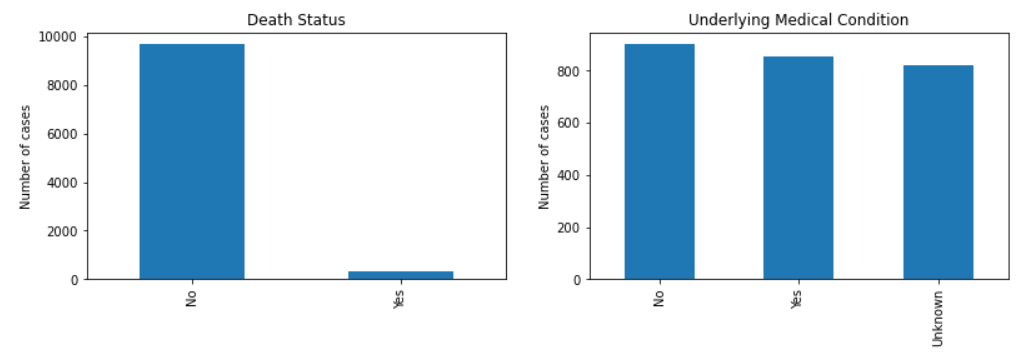 Death Status
Number of cases
10000
8000
6000
4000
2000
0
No
Yes
Underlying Medical Condition
Number of cases
800
600
400
200
0
No
Yes
Unknown